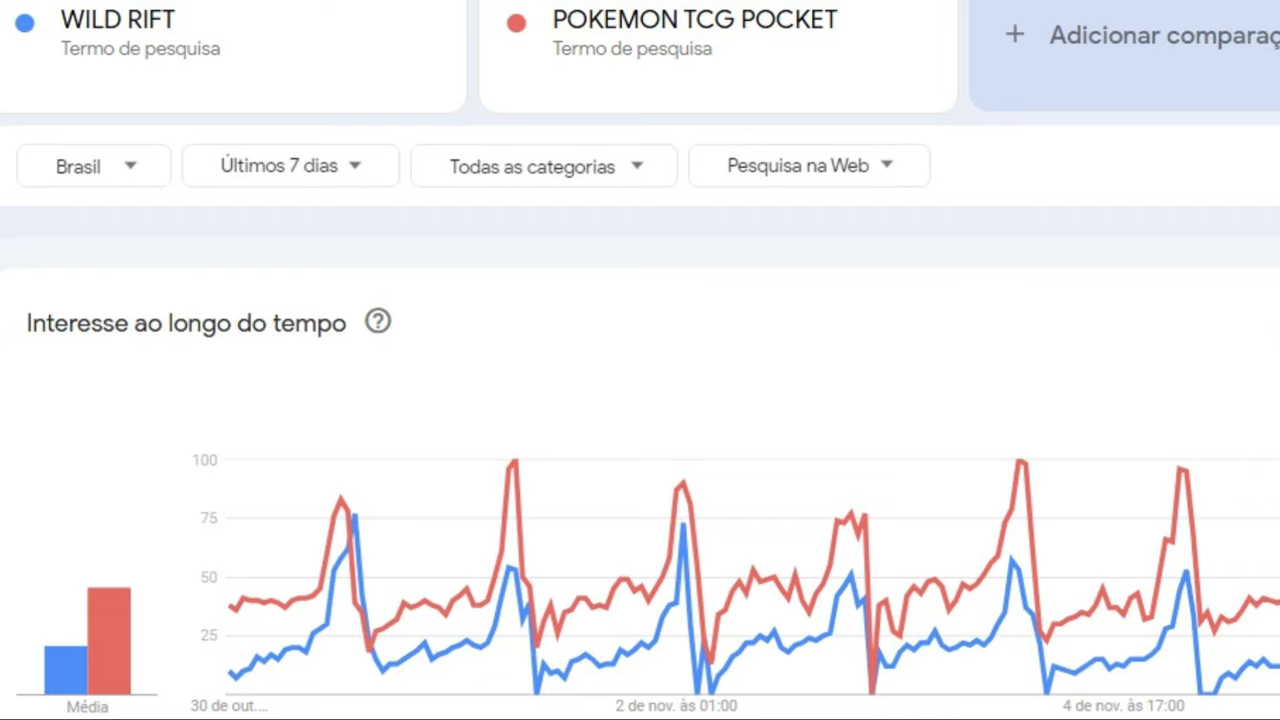 WILD RIFT
Termo de pesquisa
POKEMON TCG POCKET
Termo de pesquisa
+ Adicionar comparaç
Brasil
Últimos 7 dias
Todas as categorias
Pesquisa na Web
Interesse ao longo do tempo ?
100
75
50
25
Média
30 de out....
2 de nov. às 01:00
4 de nov. às 17:00